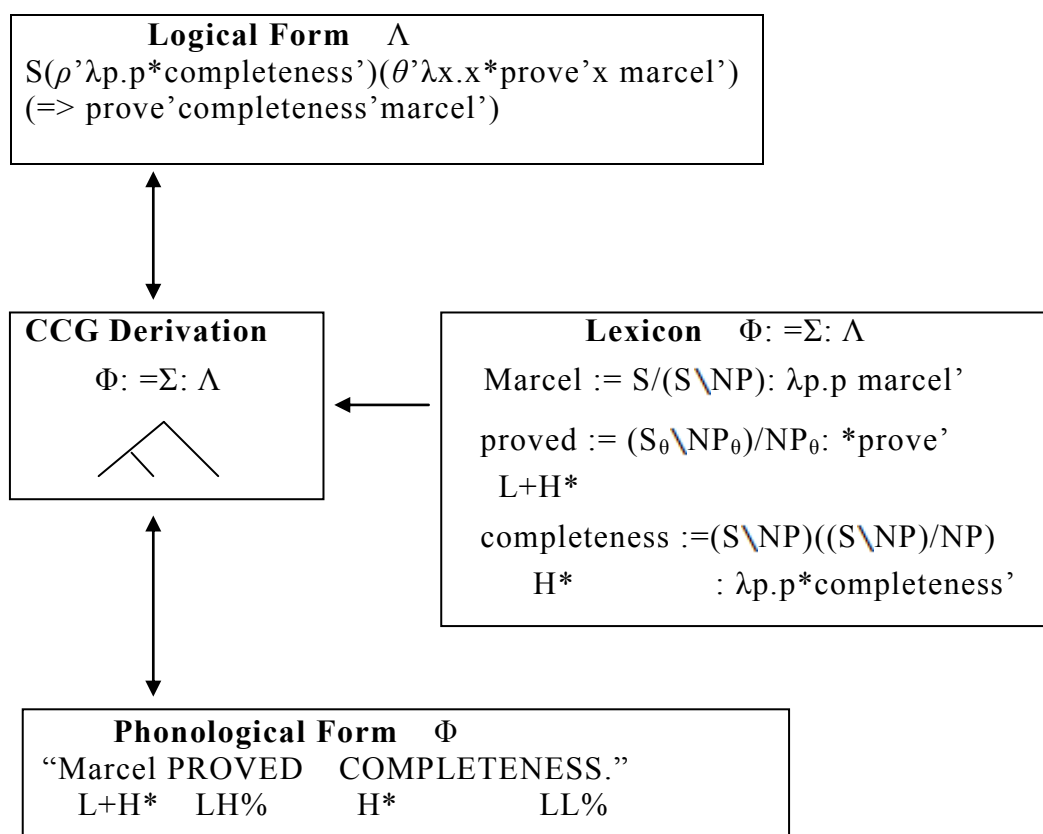 Logical Form Λ
S(ρ’λp.p*completeness’)(θ’λx.x*prove’x marcel’)
(=> prove’completeness’marcel’)
CCG Derivation
Φ: =Σ: Λ
Lexicon Φ: =Σ: Λ
Marcel := S/(S\NP): λp.p marcel’
proved := (Sθ\NPθ)/NPθ: *prove’
L+H*
completeness :=(S\NP)((S\NP)/NP)
H* : λp.p*completeness’
Phonological Form Φ
“Marcel PROVED COMPLETENESS.”
L+H* LH% H* LL%